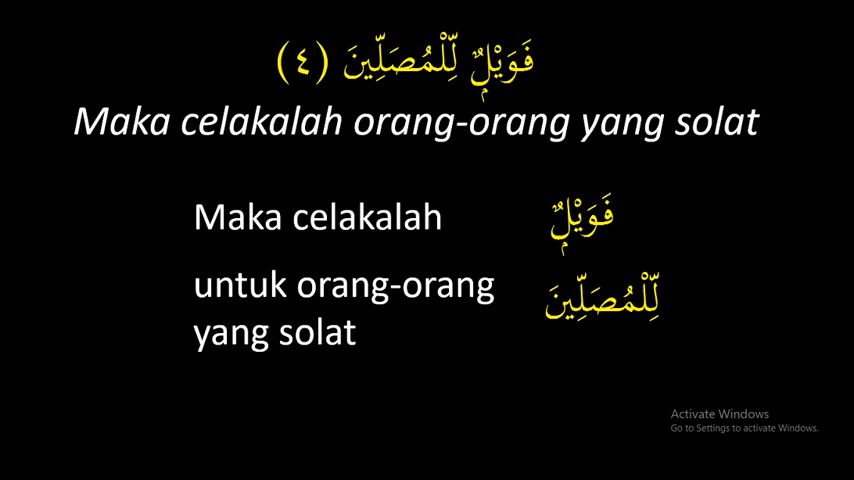 فَوَيْلٌۭ لِّلْمُصَلِّينَ (٤)
Maka celakalah orang-orang yang solat
Maka celakalah فَوَيْلٌۭ
untuk orang-orang لِّلْمُصَلِّينَ
yang solat
Activate Windows
Go to Settings to activate Windows.